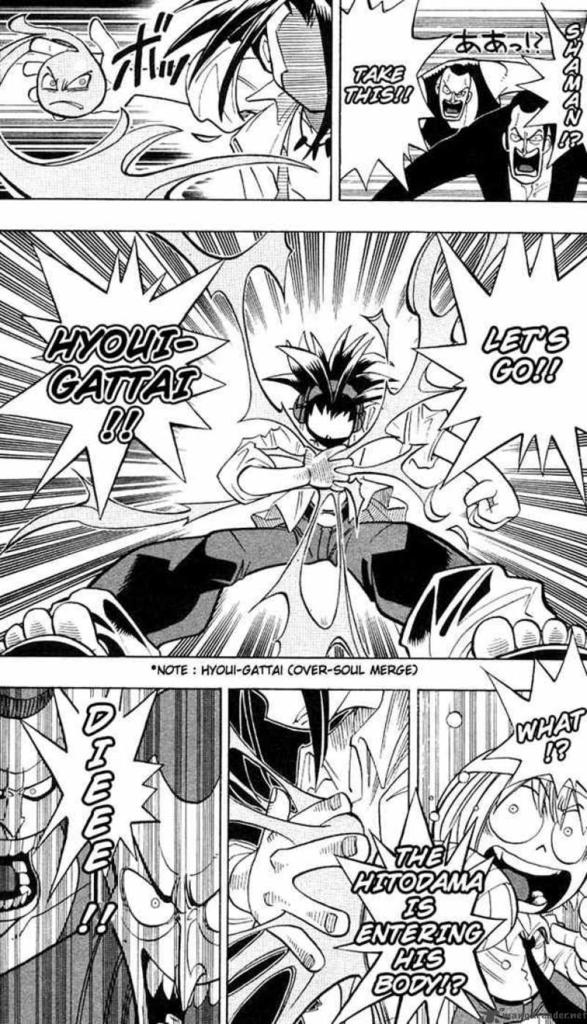 SHAMAN!?
ああっ!?
TAKE
THIS!!
ボッ
LET'S
GO!!
HYOUI-
GATTAI
!!
*NOTE : HYOUI-GATTAI (OVER-SOUL MERGE)
WHAT
!?
THE
HITODAMA
IS
ENTERING
HIS
BODY!?
DIEEE
!!